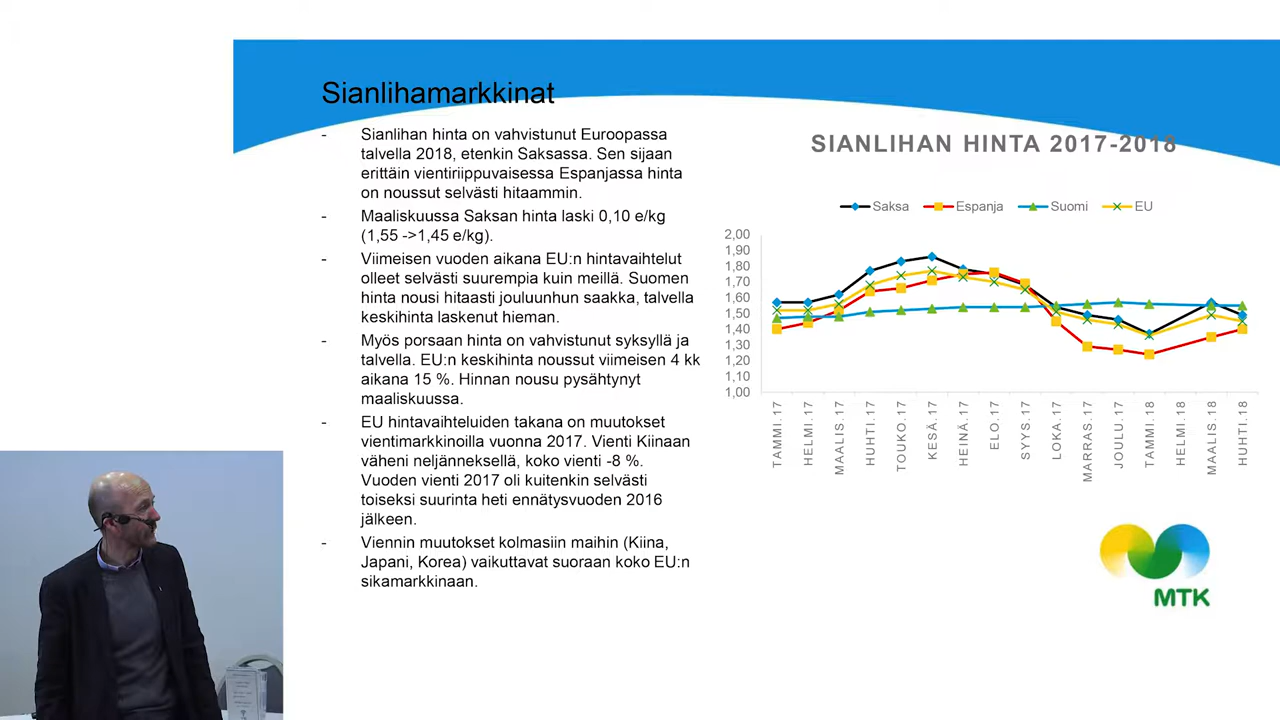 Sianlihamarkkinat
- Sianlihan hinta on vahvistunut Euroopassa
talvella 2018, etenkin Saksassa. Sen sijaan
erittäin vientiriippuvaisessa Espanjassa hinta
on noussut selvästi hitaammin.
- Maaliskuussa Saksan hinta laski 0,10 e/kg
(1,55 ->1,45 e/kg).
- Viimeisen vuoden aikana EU:n hintavaihtelut
olleet selvästi suurempia kuin meillä. Suomen
hinta nousi hitaasti jouluunhun saakka, talvella
keskihinta laskenut hieman.
- Myös porsaan hinta on vahvistunut syksyllä ja
talvella. EU:n keskihinta noussut viimeisen 4 kk
aikana 15 %. Hinnan nousu pysähtynyt
maaliskuussa.
- EU hintavaihteluiden takana on muutokset
vientimarkkinoilla vuonna 2017. Vienti Kiinaan
väheni neljänneksellä, koko vienti -8 %.
Vuoden vienti 2017 oli kuitenkin selvästi
toiseksi suurinta heti ennätysvuoden 2016
jälkeen.
- Viennin muutokset kolmasiin maihin (Kiina,
Japani, Korea) vaikuttavat suoraan koko EU:n
sikamarkkinaan.
SIANLIHAN HINTA 2017-2018
Saksa Espanja Suomi EU
2,00
1,90
1,80
1,70
1,60
1,50
1,40
1,30
1,20
1,10
1,00
TAMMI.17
HELMI.17
MAALIS.17
HUHTI.17
TOUKO.17
KESÄ.17
HEINÄ.17
ELO.17
SYYS.17
LOKA.17
MARRAS.17
JOULU.17
TAMMI.18
HELMI.18
MAALIS.18
HUHTI.18
MTK